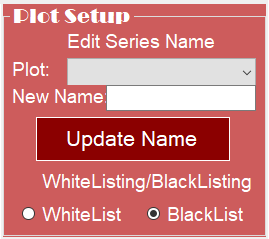 Plot Setup
Edit Series Name
Plot:
New Name:
Update Name
WhiteListing/BlackListing
WhiteList BlackList